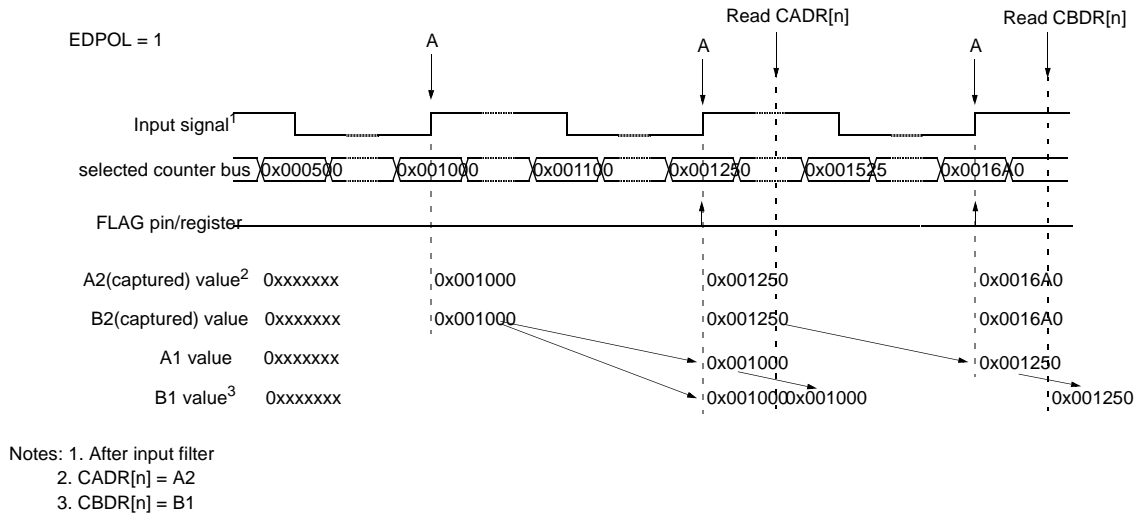 Read CADR[n]
Read CBDR[n]
EDPOL = 1
A
A
A
Input signal1
selected counter bus 0x000500 0x001000 0x001100 0x001250 0x001525 0x0016A0
FLAG pin/register
A2(captured) value2 0xxxxxxx 0x001000 0x001250 0x0016A0
B2(captured) value 0xxxxxxx 0x001000 0x001250 0x0016A0
A1 value 0xxxxxxx 0x001000 0x001250
B1 value3 0xxxxxxx 0x001000 0x001000 0x001250
Notes: 1. After input filter
2. CADR[n] = A2
3. CBDR[n] = B1